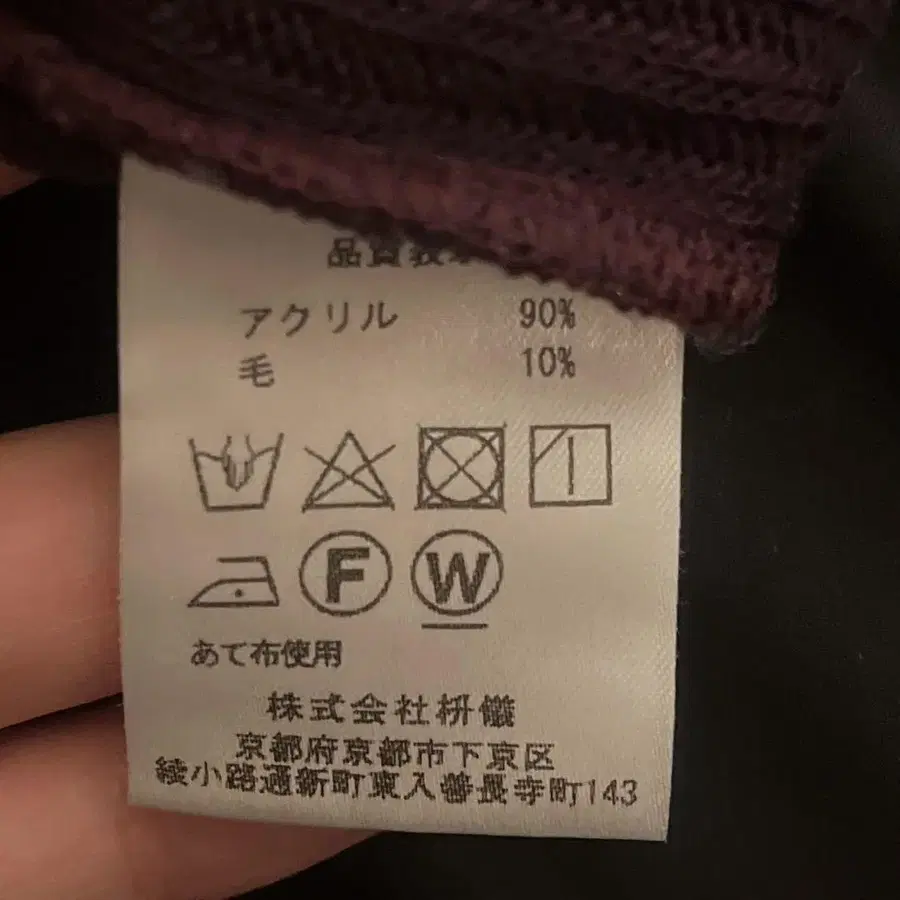 品質表示
アクリル 90%
毛 10%
F W
あて布使用
株式会社枡儀
京都府京都市下京区
綾小路通新町東入善長寺町143